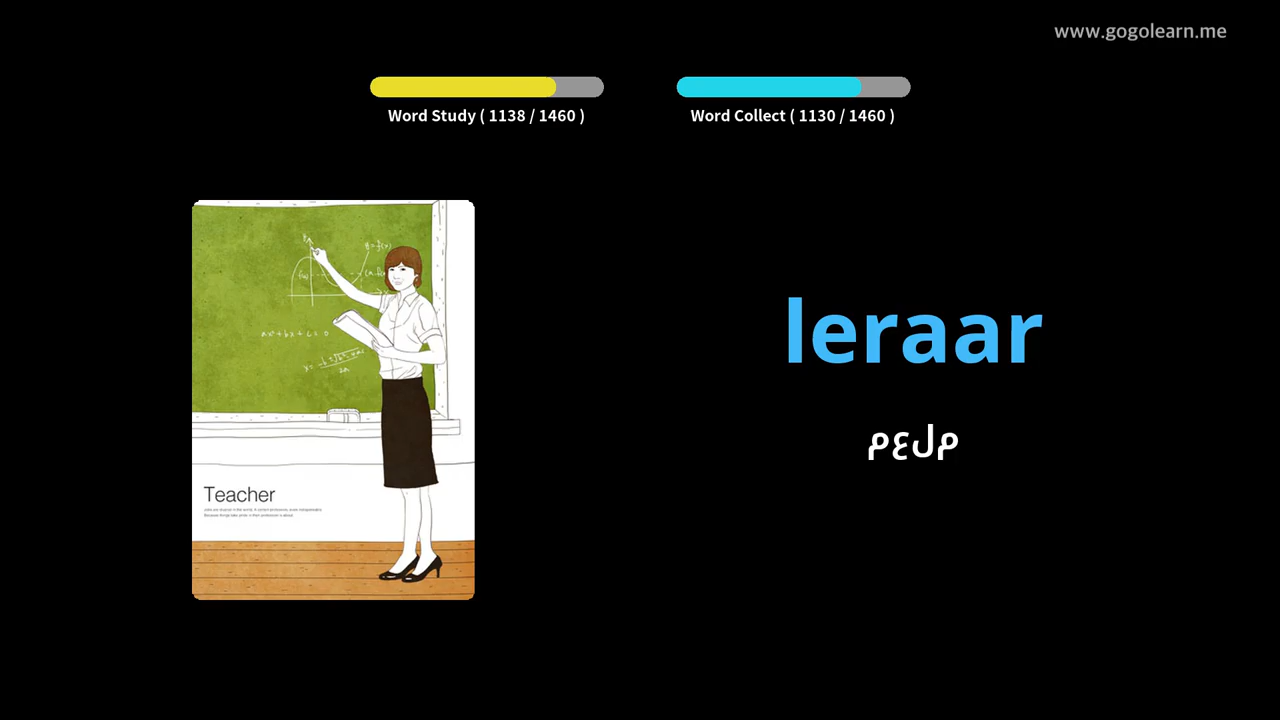 www.gogolearn.me
Word Study ( 1138 / 1460 )
Word Collect ( 1130 / 1460 )
leraar
معلم
Teacher